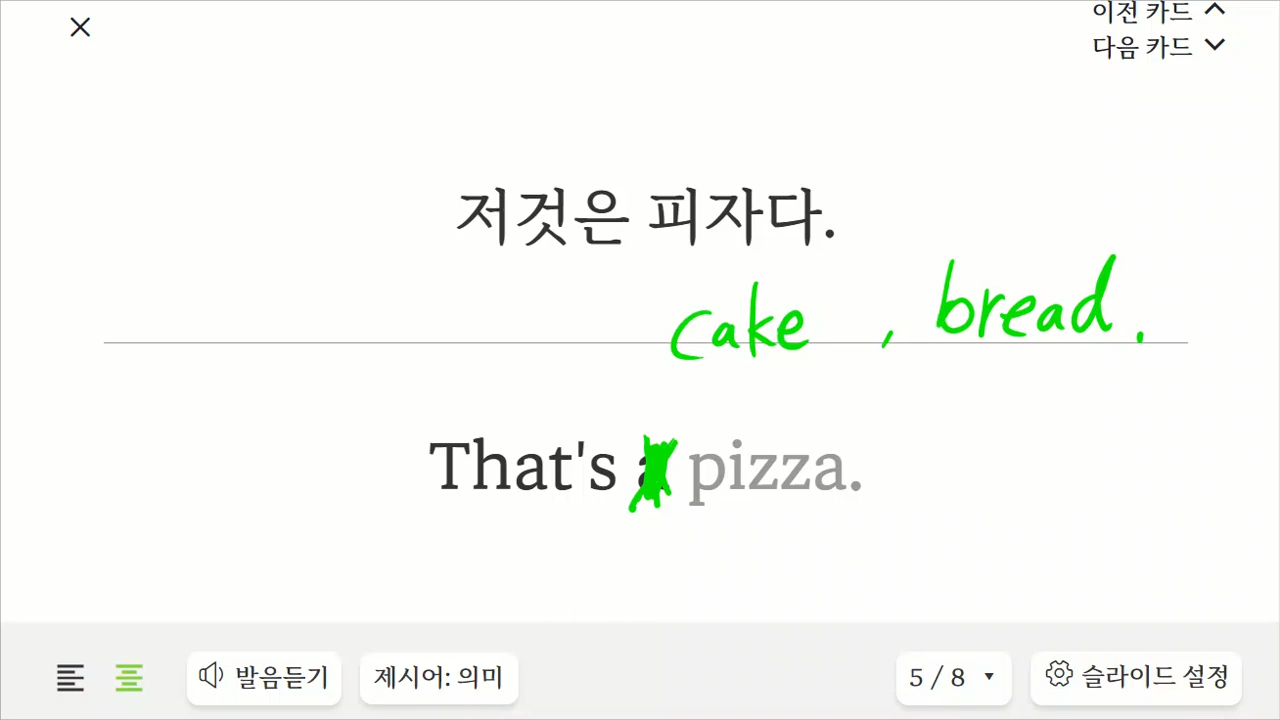 이전 카드
다음 카드
저것은 피자다.
cake , bread.
That's a pizza.
발음듣기
제시어: 의미
5 / 8
슬라이드 설정